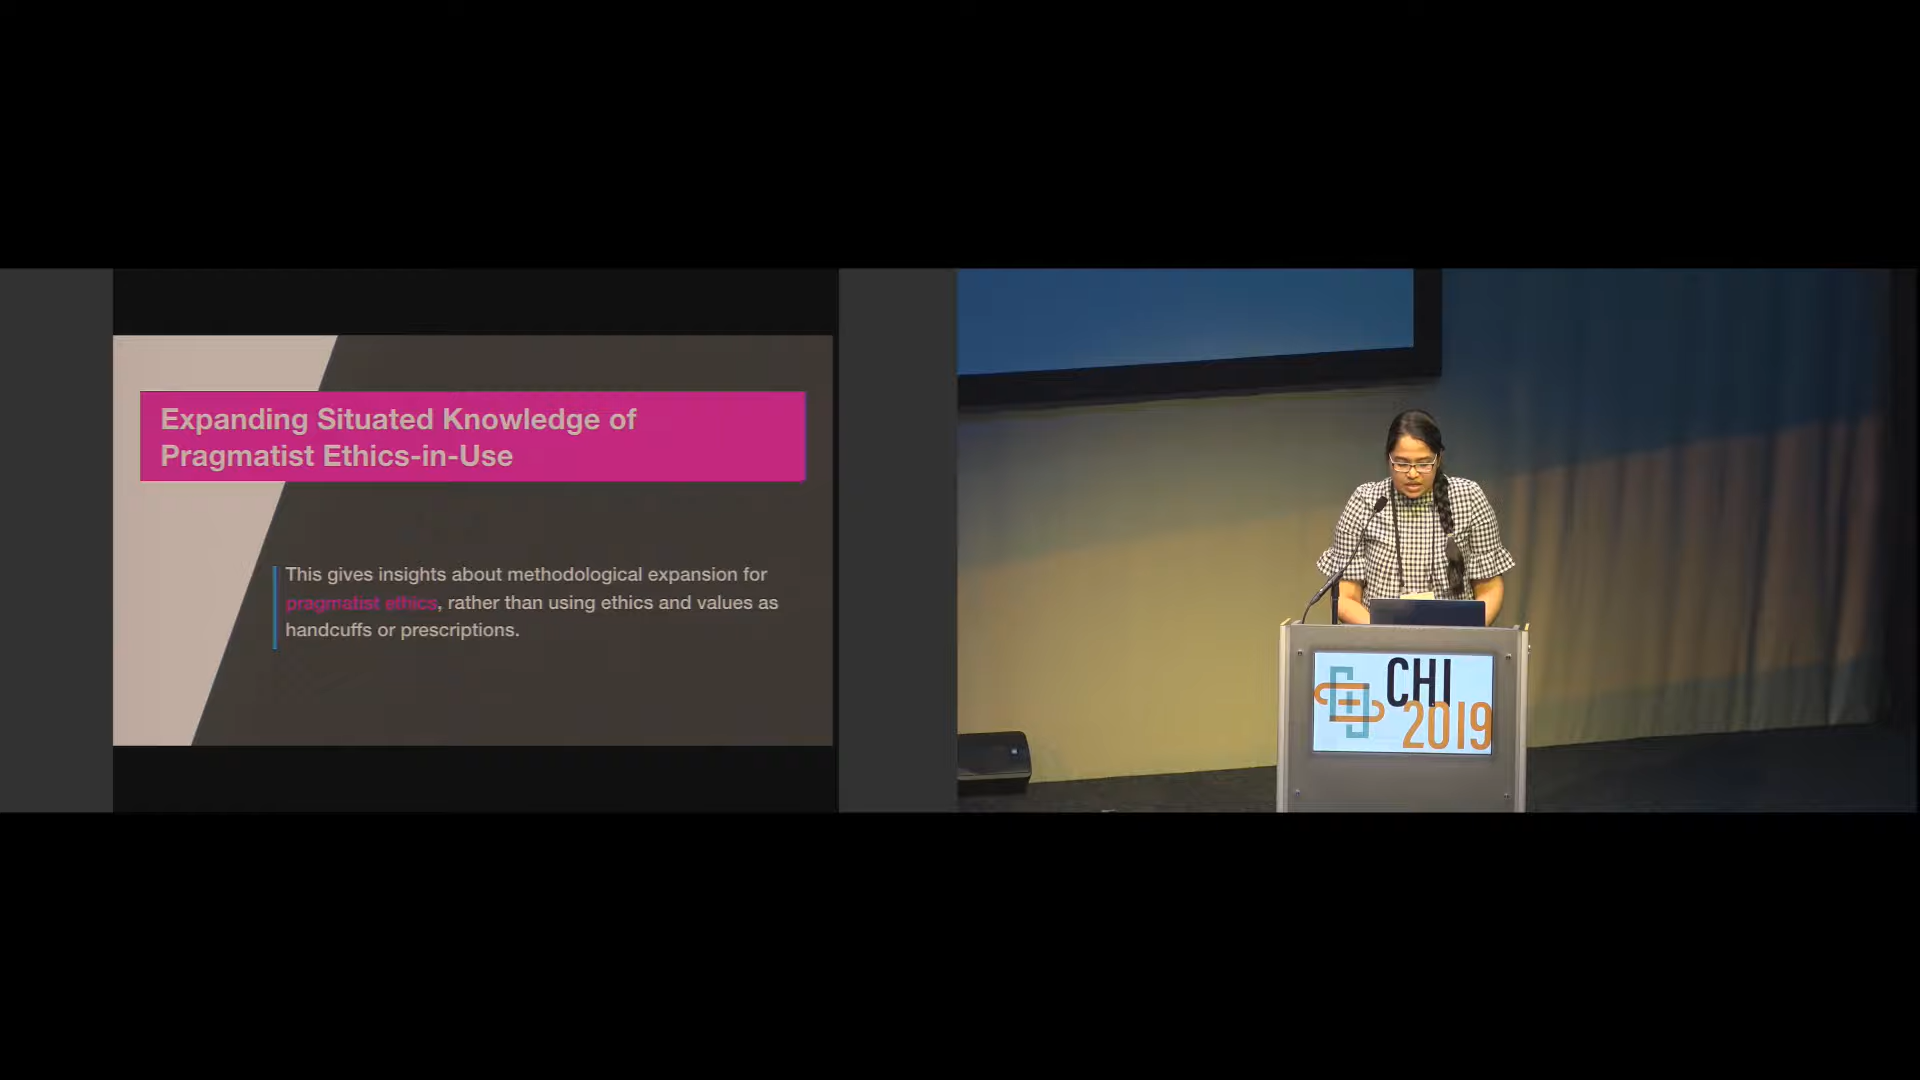 Expanding Situated Knowledge of
Pragmatist Ethics-in-Use
This gives insights about methodological expansion for
pragmatist ethics, rather than using ethics and values as
handcuffs or prescriptions.
CHI
2019